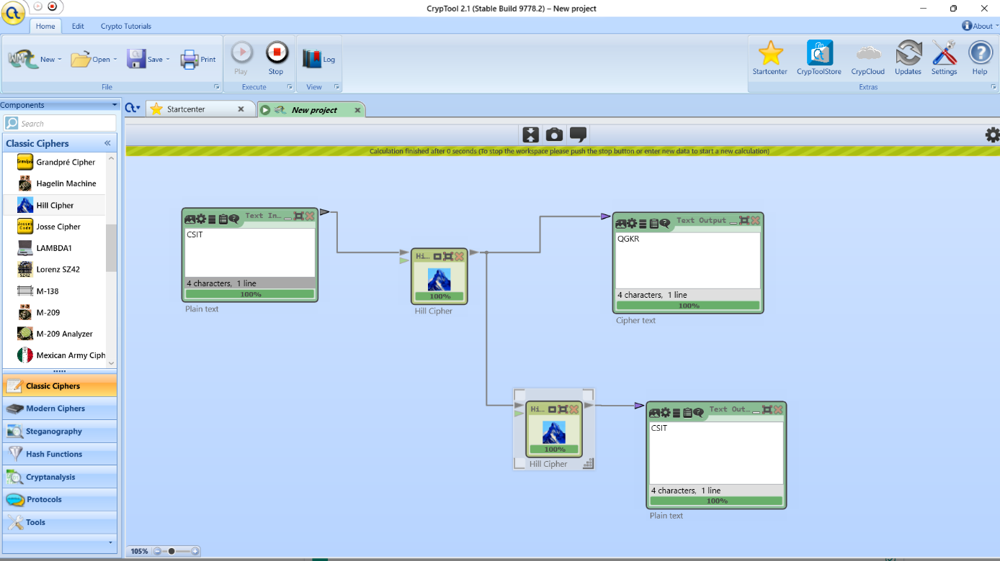 CrypTool 2.1 (Stable Build 9778.2) – New project
Home Edit Crypto Tutorials About
New Open Save Print Play Stop Log Startcenter CrypToolStore CrypCloud Updates Settings Help
File Execute View Extras
Components
Search
Startcenter New project
Classic Ciphers
Calculation finished after 0 seconds (To stop the workspace please push the stop button or enter new data to start a new calculation)
Grandpré Cipher
Hagelin Machine
Hill Cipher
Josse Cipher
LAMBDA1
Lorenz SZ42
M-138
M-209
M-209 Analyzer
Mexican Army Ciph
Classic Ciphers
Modern Ciphers
Steganography
Hash Functions
Cryptanalysis
Protocols
Tools
Text In...
CSIT
4 characters, 1 line
100%
Plain text
Hi...
100%
Hill Cipher
Text Output
QGKR
4 characters, 1 line
100%
Cipher text
Hi...
100%
Hill Cipher
Text Out...
CSIT
4 characters, 1 line
100%
Plain text
105%